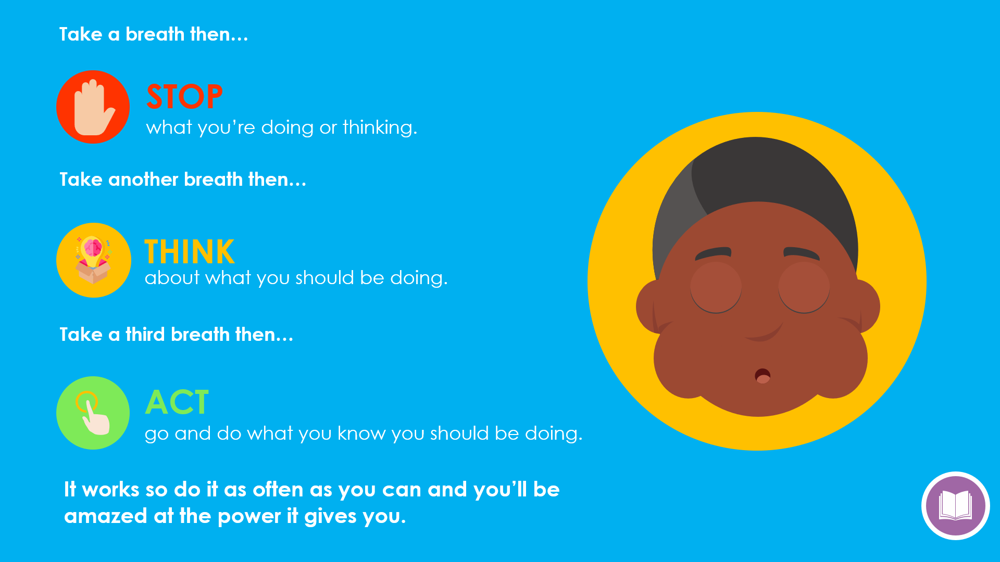 Take a breath then...
STOP
what you’re doing or thinking.
Take another breath then...
THINK
about what you should be doing.
Take a third breath then...
ACT
go and do what you know you should be doing.
It works so do it as often as you can and you’ll be
amazed at the power it gives you.